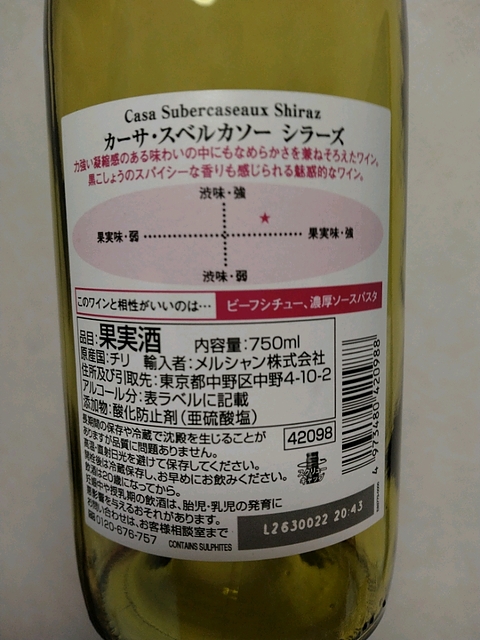 Casa Subercaseaux Shiraz
カーサ・スベルカソー シラーズ
力強い凝縮感のある味わいの中にもなめらかさを兼ねそろえたワイン。
黒こしょうのスパイシーな香りも感じられる魅惑的なワイン。
渋味・強
果実味・弱 果実味・強
渋味・弱
このワインと相性がいいのは… ビーフシチュー、濃厚ソースパスタ
品目:果実酒 内容量:750ml
原産国:チリ 輸入者:メルシャン株式会社
住所及び引取先:東京都中野区中野4-10-2
アルコール分:表ラベルに記載
添加物:酸化防止剤(亜硫酸塩)
長期間の保存や冷蔵で沈殿を生じることが
ありますが品質に問題ありません。
高温・直射日光を避けて保存してください。
開栓後は冷蔵保存し、お早めにお飲みください。
飲酒は20歳になってから。
妊娠中や授乳期の飲酒は、胎児・乳児の発育に
悪影響を与えるおそれがあります。
お問い合わせは、お客様相談室まで
0120-676-757
CONTAINS SULPHITES
42098
4 973480 420988
L2630022 20:43